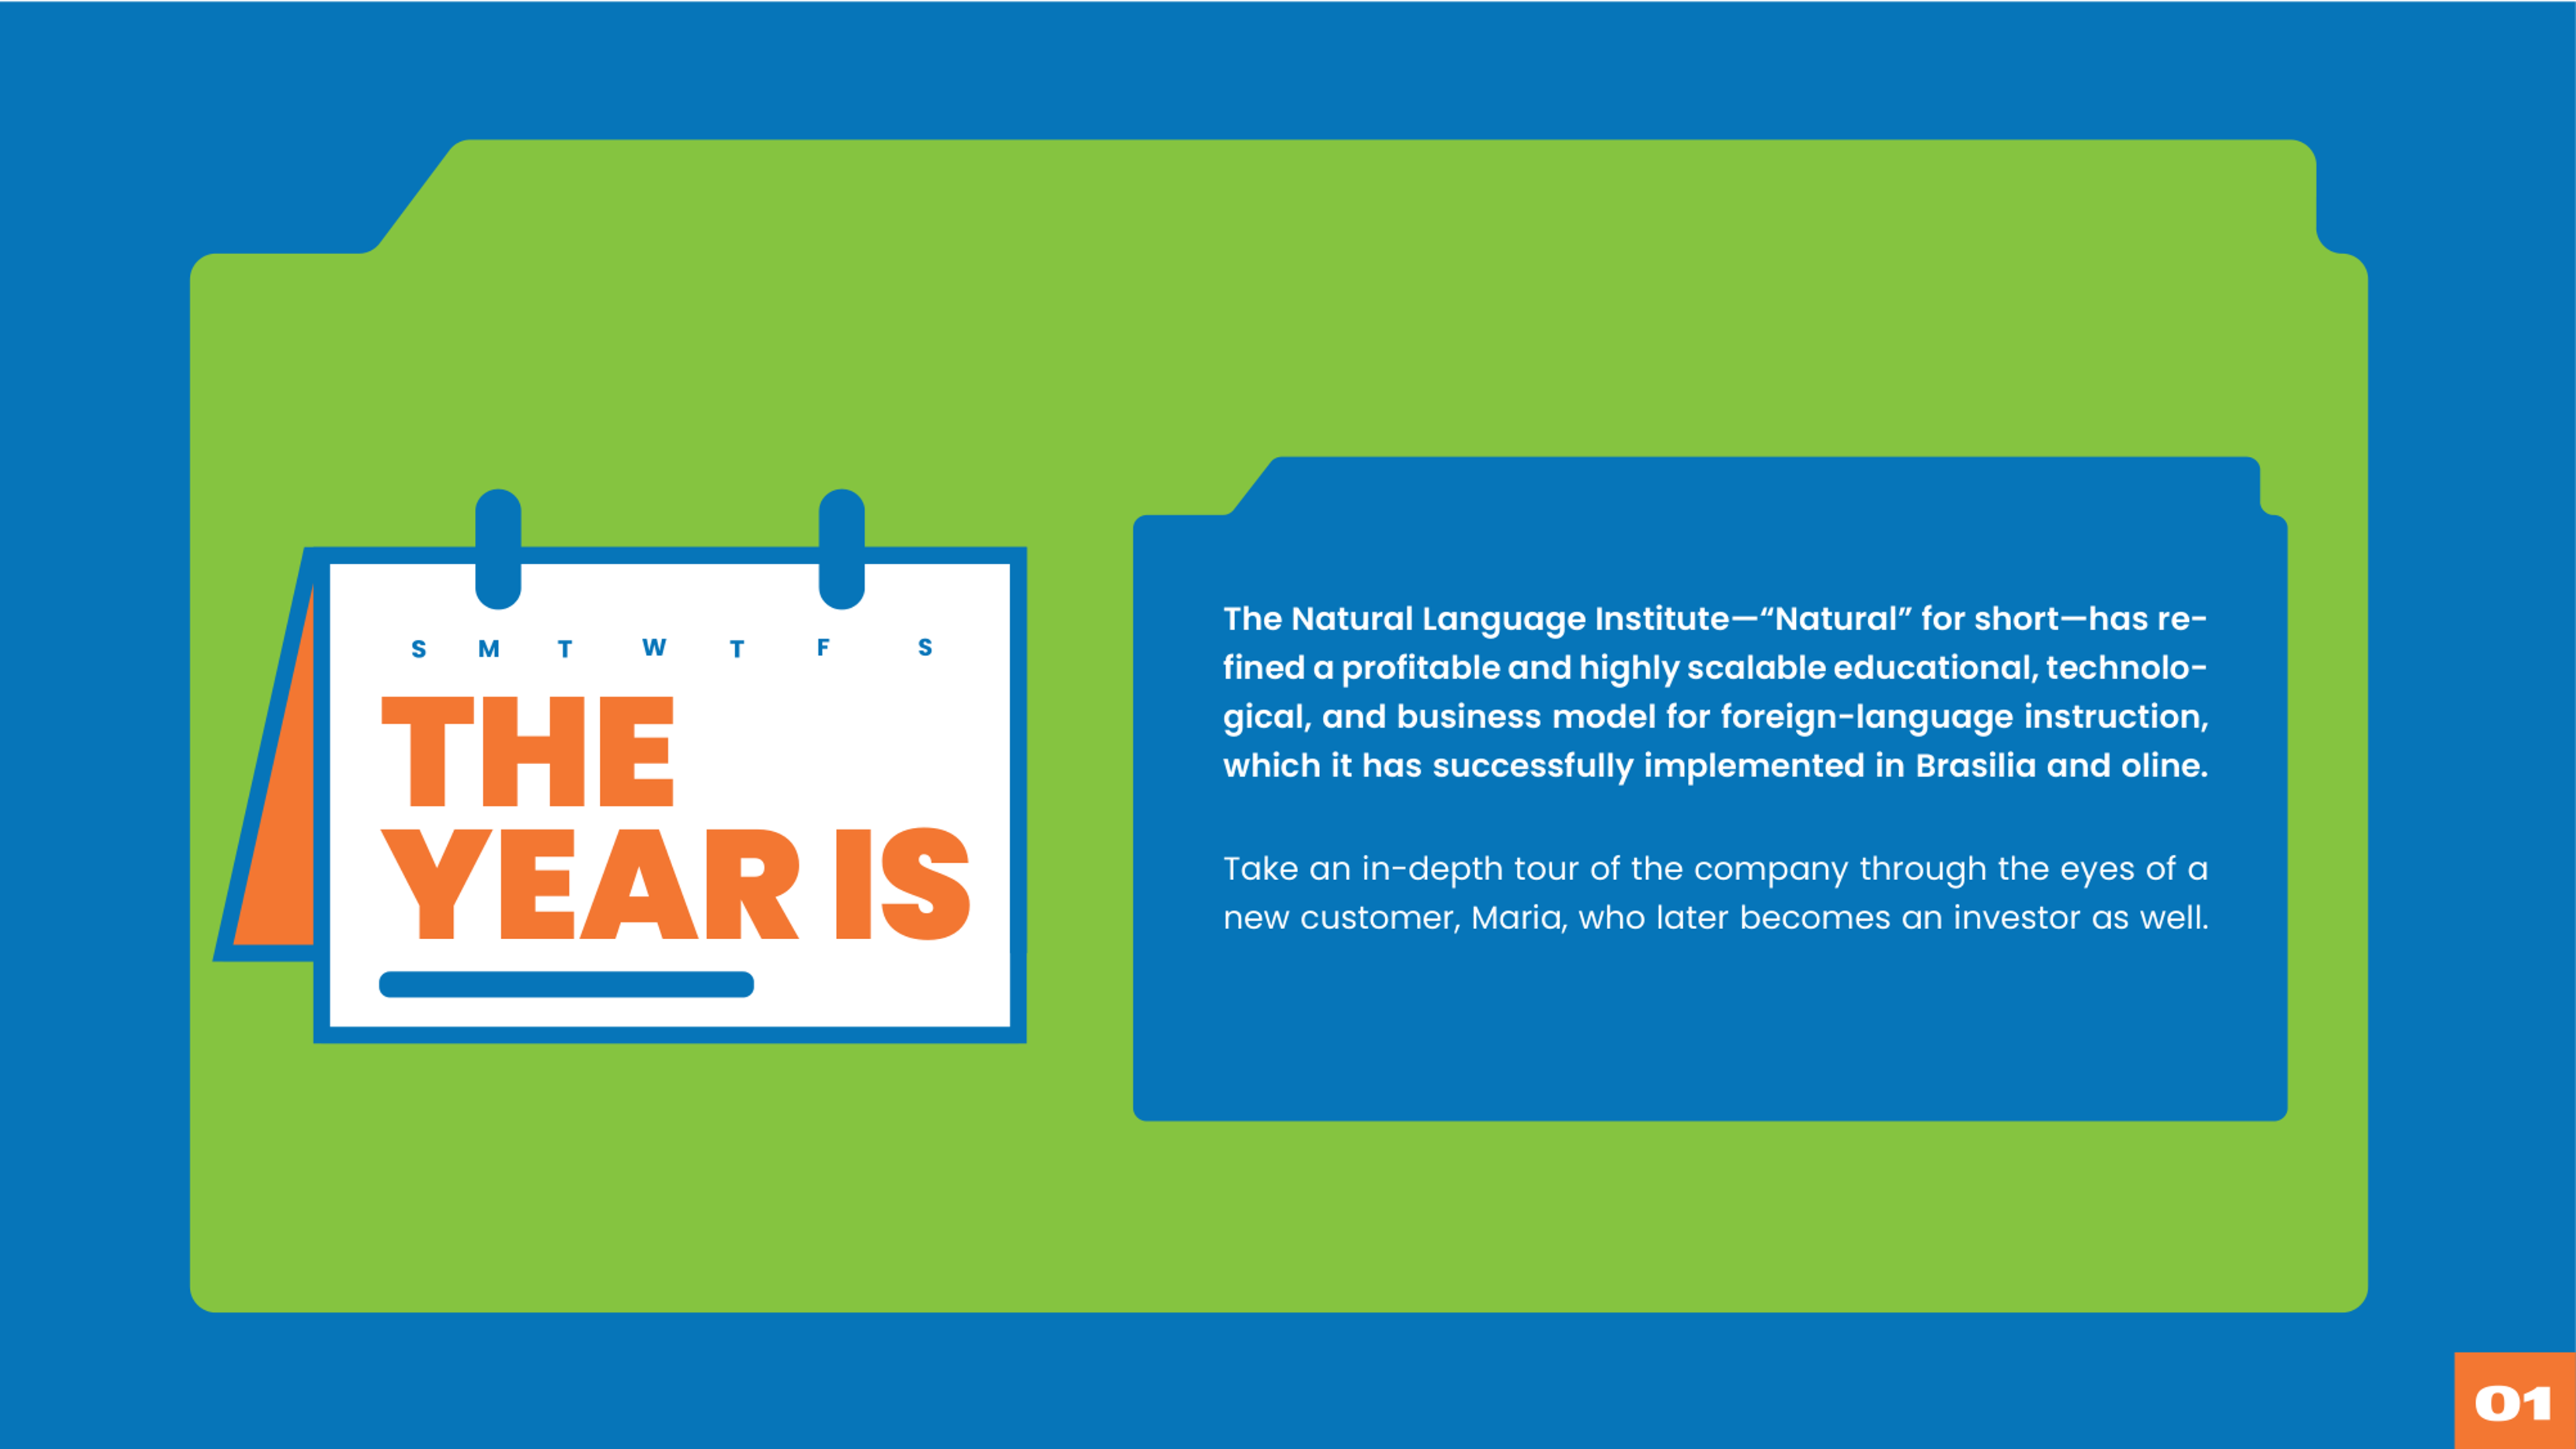 S M T W T F S
THE
YEAR IS
The Natural Language Institute—“Natural” for short—has re-
fined a profitable and highly scalable educational, technolo-
gical, and business model for foreign-language instruction,
which it has successfully implemented in Brasilia and oline.
Take an in-depth tour of the company through the eyes of a
new customer, Maria, who later becomes an investor as well.
01